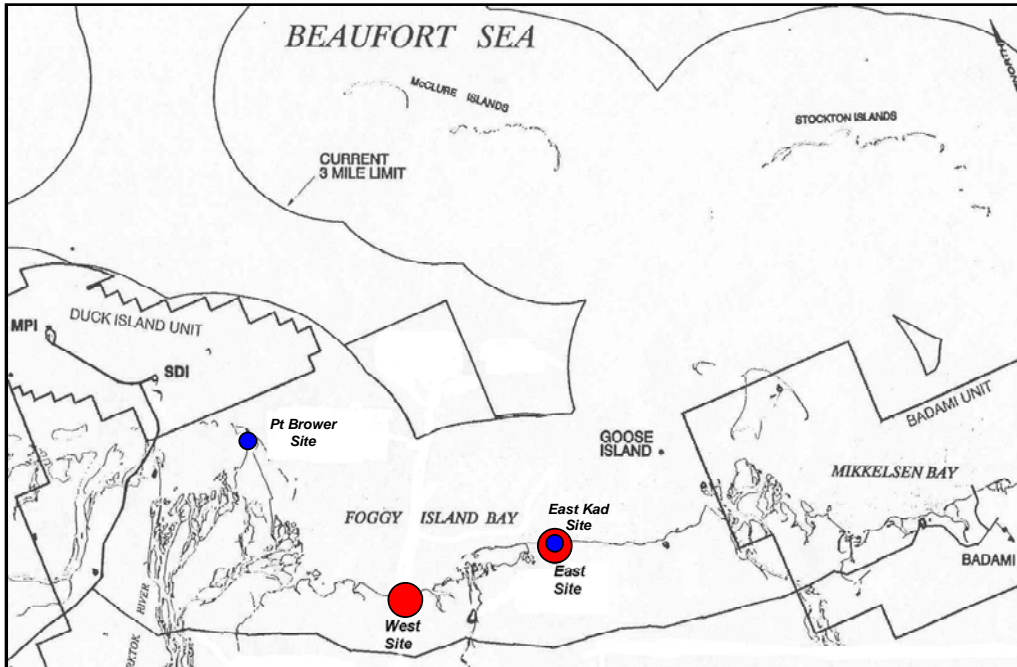 BEAUFORT SEA
NORTH
McCLURE ISLANDS
STOCKTON ISLANDS
CURRENT
3 MILE LIMIT
DUCK ISLAND UNIT
MPI
SDI
Pt Brower
Site
BADAMI UNIT
GOOSE
ISLAND
MIKKELSEN BAY
FOGGY ISLAND BAY
East Kad
Site
BADAMI
East
Site
RIVER
West
Site